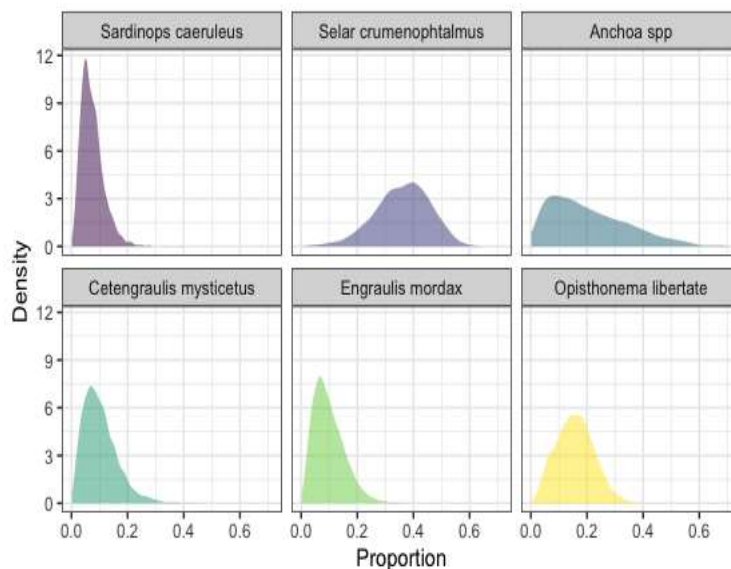 Sardinops caeruleus
Selar crumenophtalmus
Anchoa spp
12
9
6
3
0
Cetengraulis mysticetus
Engraulis mordax
Opisthonema libertate
12
9
6
3
0
0.0 0.2 0.4 0.6
0.0 0.2 0.4 0.6
0.0 0.2 0.4 0.6
Density
Proportion